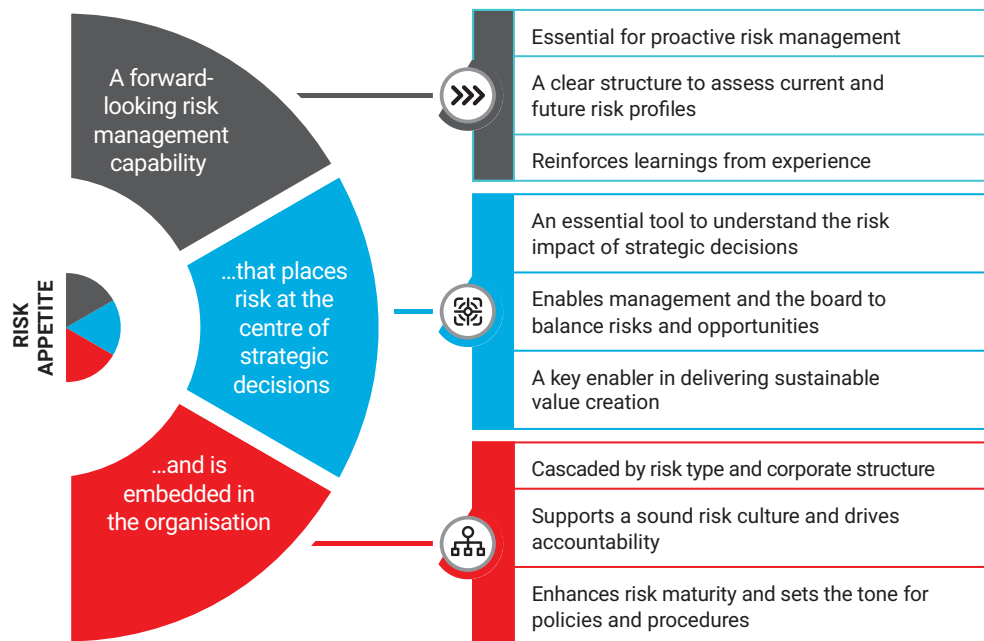 RISK
APPETITE
A forward-
looking risk
management
capability
Essential for proactive risk management
A clear structure to assess current and
future risk profiles
Reinforces learnings from experience
...that places
risk at the
centre of
strategic
decisions
An essential tool to understand the risk
impact of strategic decisions
Enables management and the board to
balance risks and opportunities
A key enabler in delivering sustainable
value creation
...and is
embedded in
the organisation
Cascaded by risk type and corporate structure
Supports a sound risk culture and drives
accountability
Enhances risk maturity and sets the tone for
policies and procedures